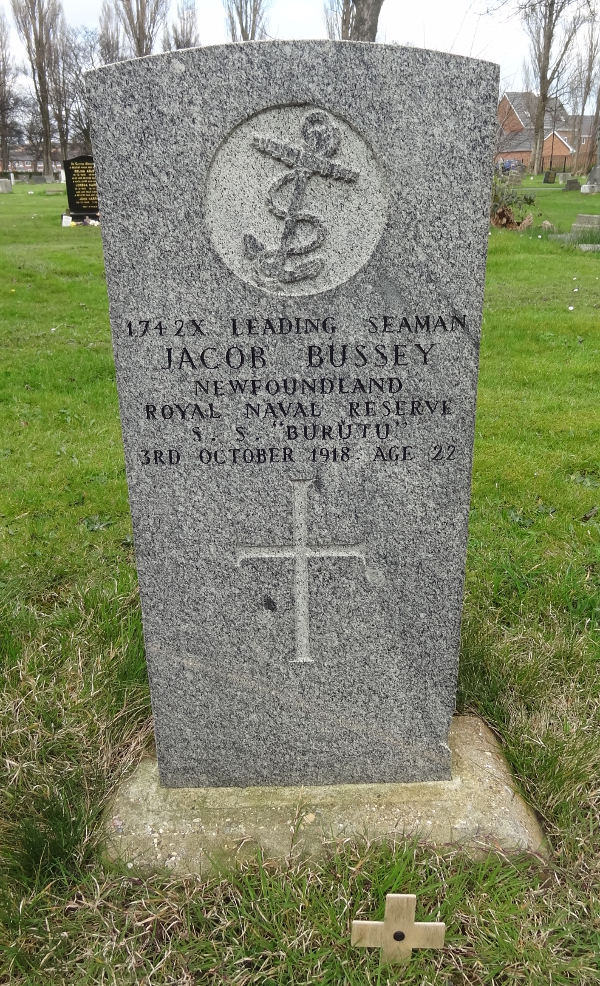 1742X LEADING SEAMAN
JACOB BUSSEY
NEWFOUNDLAND
ROYAL NAVAL RESERVE
S. S. "BURUTU"
3RD OCTOBER 1918 AGE 22